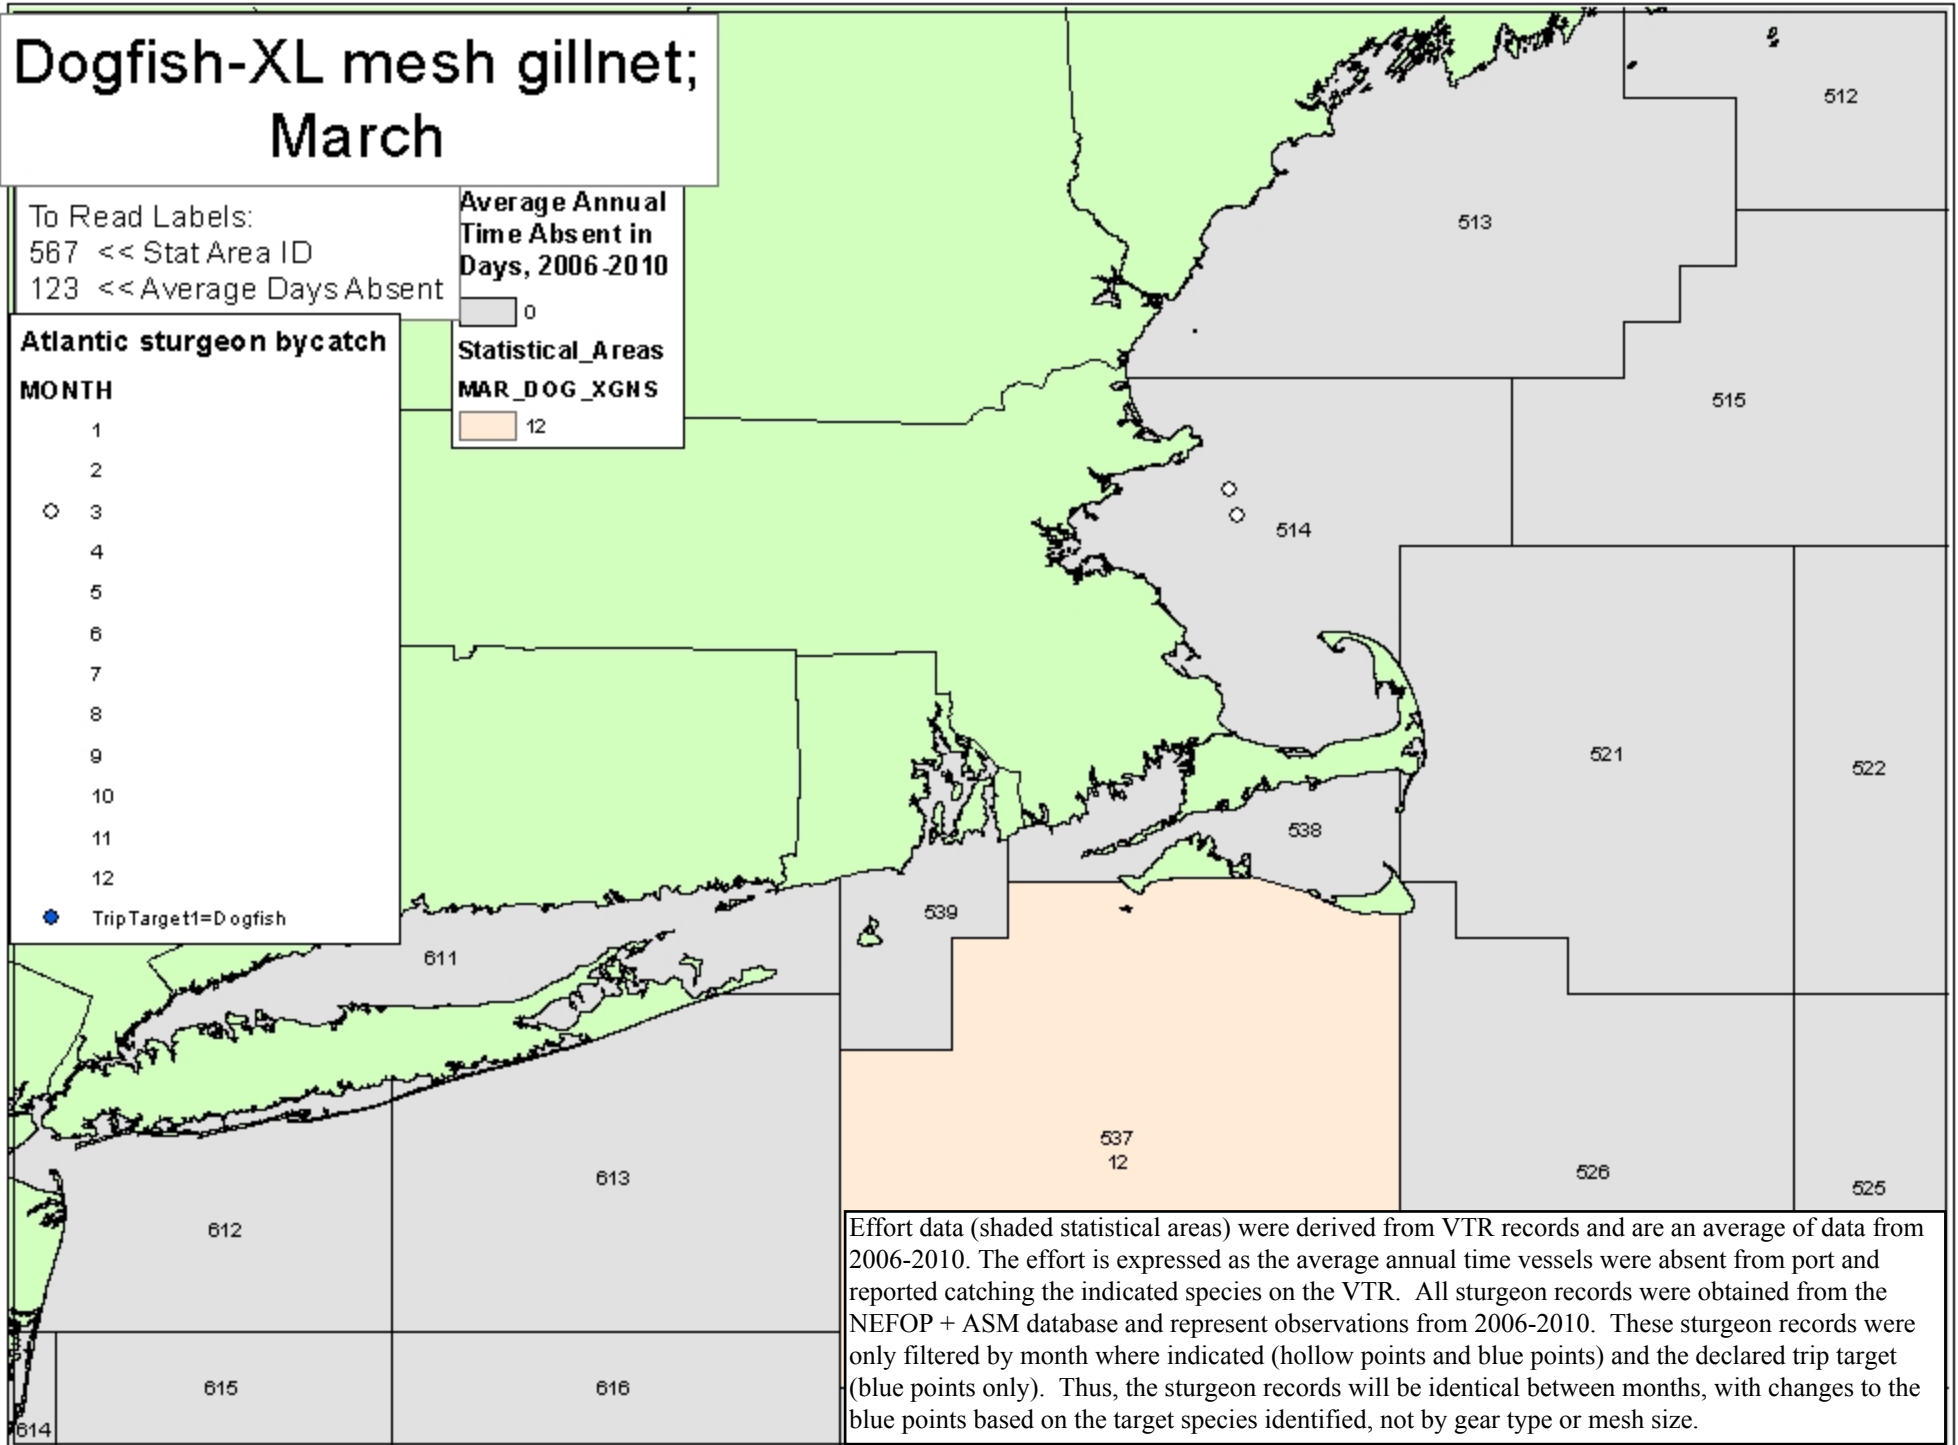 Dogfish-XL mesh gillnet;
March
To Read Labels:
567 << Stat Area ID
123 << Average Days Absent
Average Annual
Time Absent in
Days, 2006-2010
0
Statistical_Areas
MAR_DOG_XGNS
12
Atlantic sturgeon bycatch
MONTH
1
2
3
4
5
6
7
8
9
10
11
12
TripTarget1=Dogfish
512
513
515
514
521
522
538
539
611
537
12
526
525
613
612
615
616
614
Effort data (shaded statistical areas) were derived from VTR records and are an average of data from
2006-2010. The effort is expressed as the average annual time vessels were absent from port and
reported catching the indicated species on the VTR.  All sturgeon records were obtained from the
NEFOP + ASM database and represent observations from 2006-2010.  These sturgeon records were
only filtered by month where indicated (hollow points and blue points) and the declared trip target
(blue points only).  Thus, the sturgeon records will be identical between months, with changes to the
blue points based on the target species identified, not by gear type or mesh size.